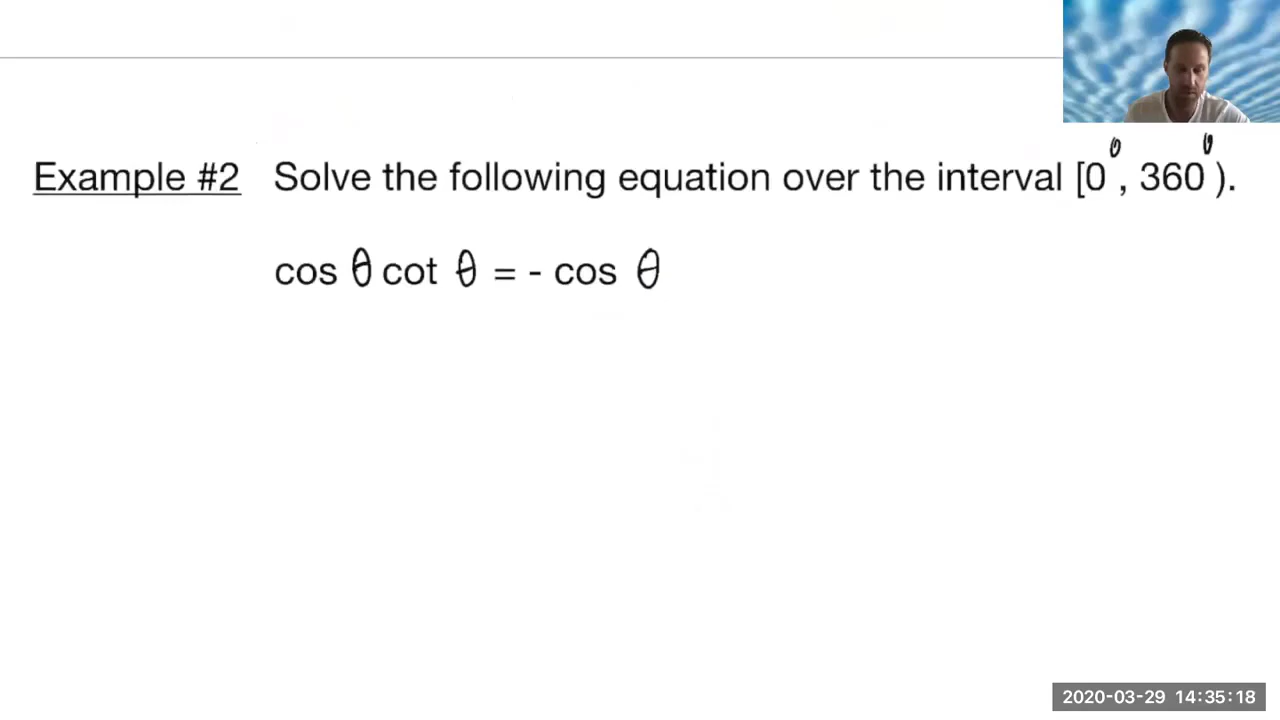 Example #2 Solve the following equation over the interval [0°, 360°).
cos θ cot θ = - cos θ
2020-03-29 14:35:18